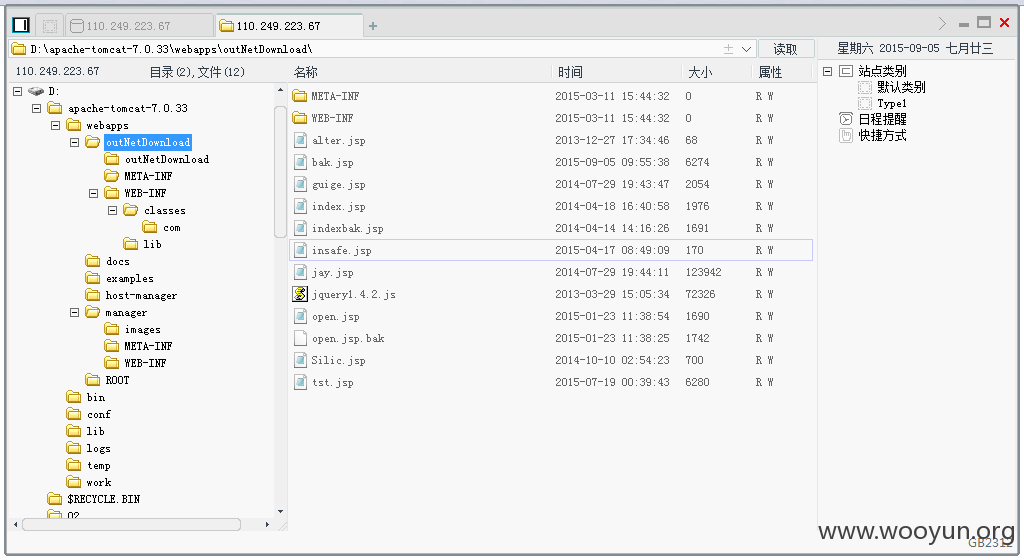 110.249.223.67
110.249.223.67
D:\apache-tomcat-7.0.33\webapps\outNetDownload\
读取
星期六 2015-09-05 七月廿三
110.249.223.67 目录(2),文件(12)
名称 时间 大小 属性
D:
apache-tomcat-7.0.33
webapps
outNetDownload
outNetDownload
META-INF
WEB-INF
classes
com
lib
docs
examples
host-manager
manager
images
META-INF
WEB-INF
ROOT
bin
conf
lib
logs
temp
work
$RECYCLE.BIN
02
META-INF 2015-03-11 15:44:32 0 R W
WEB-INF 2015-03-11 15:44:32 0 R W
alter.jsp 2013-12-27 17:34:46 68 R W
bak.jsp 2015-09-05 09:55:38 6274 R W
guige.jsp 2014-07-29 19:43:47 2054 R W
index.jsp 2014-04-18 16:40:58 1976 R W
indexbak.jsp 2014-04-14 14:16:26 1691 R W
insafe.jsp 2015-04-17 08:49:09 170 R W
jay.jsp 2014-07-29 19:44:11 123942 R W
jquery1.4.2.js 2013-03-29 15:05:34 72326 R W
open.jsp 2015-01-23 11:38:54 1690 R W
open.jsp.bak 2015-01-23 11:38:25 1742 R W
Silic.jsp 2014-10-10 02:54:23 700 R W
tst.jsp 2015-07-19 00:39:43 6280 R W
站点类别
默认类别
Type1
日程提醒
快捷方式
www.wooyun.org
GB2312